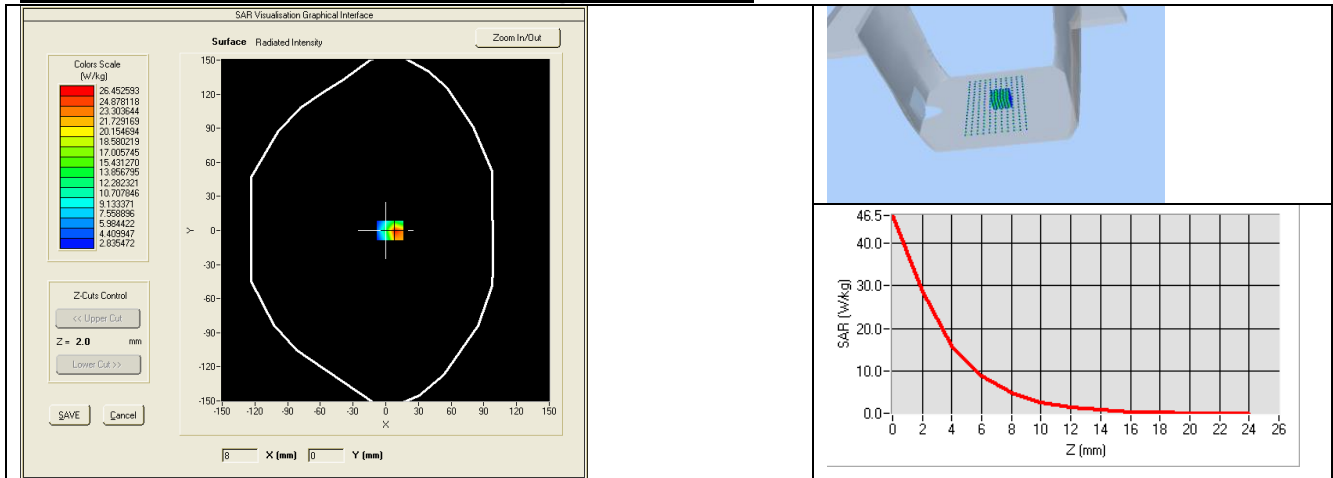 SAR Visualisation Graphical Interface
Surface Radiated Intensity
Zoom In/Out
Colors Scale
(W/kg)
26.452593
24.878118
23.303644
21.729169
20.154694
18.580219
17.005745
15.431270
13.856795
12.282321
10.707846
9.133371
7.558896
5.984422
4.409947
2.835472
Z-Cuts Control
<< Upper Cut
Z = 2.0 mm
Lower Cut >>
SAVE Cancel
150-
120-
90-
60-
30-
Y 0-
-30-
-60-
-90-
-120-
-150-
-150 -120 -90 -60 -30 0 30 60 90 120 150
X
8 X (mm) 0 Y (mm)
46.5-
40.0-
30.0-
20.0-
10.0-
0.0-
SAR (W/kg)
0 2 4 6 8 10 12 14 16 18 20 22 24 26
Z (mm)